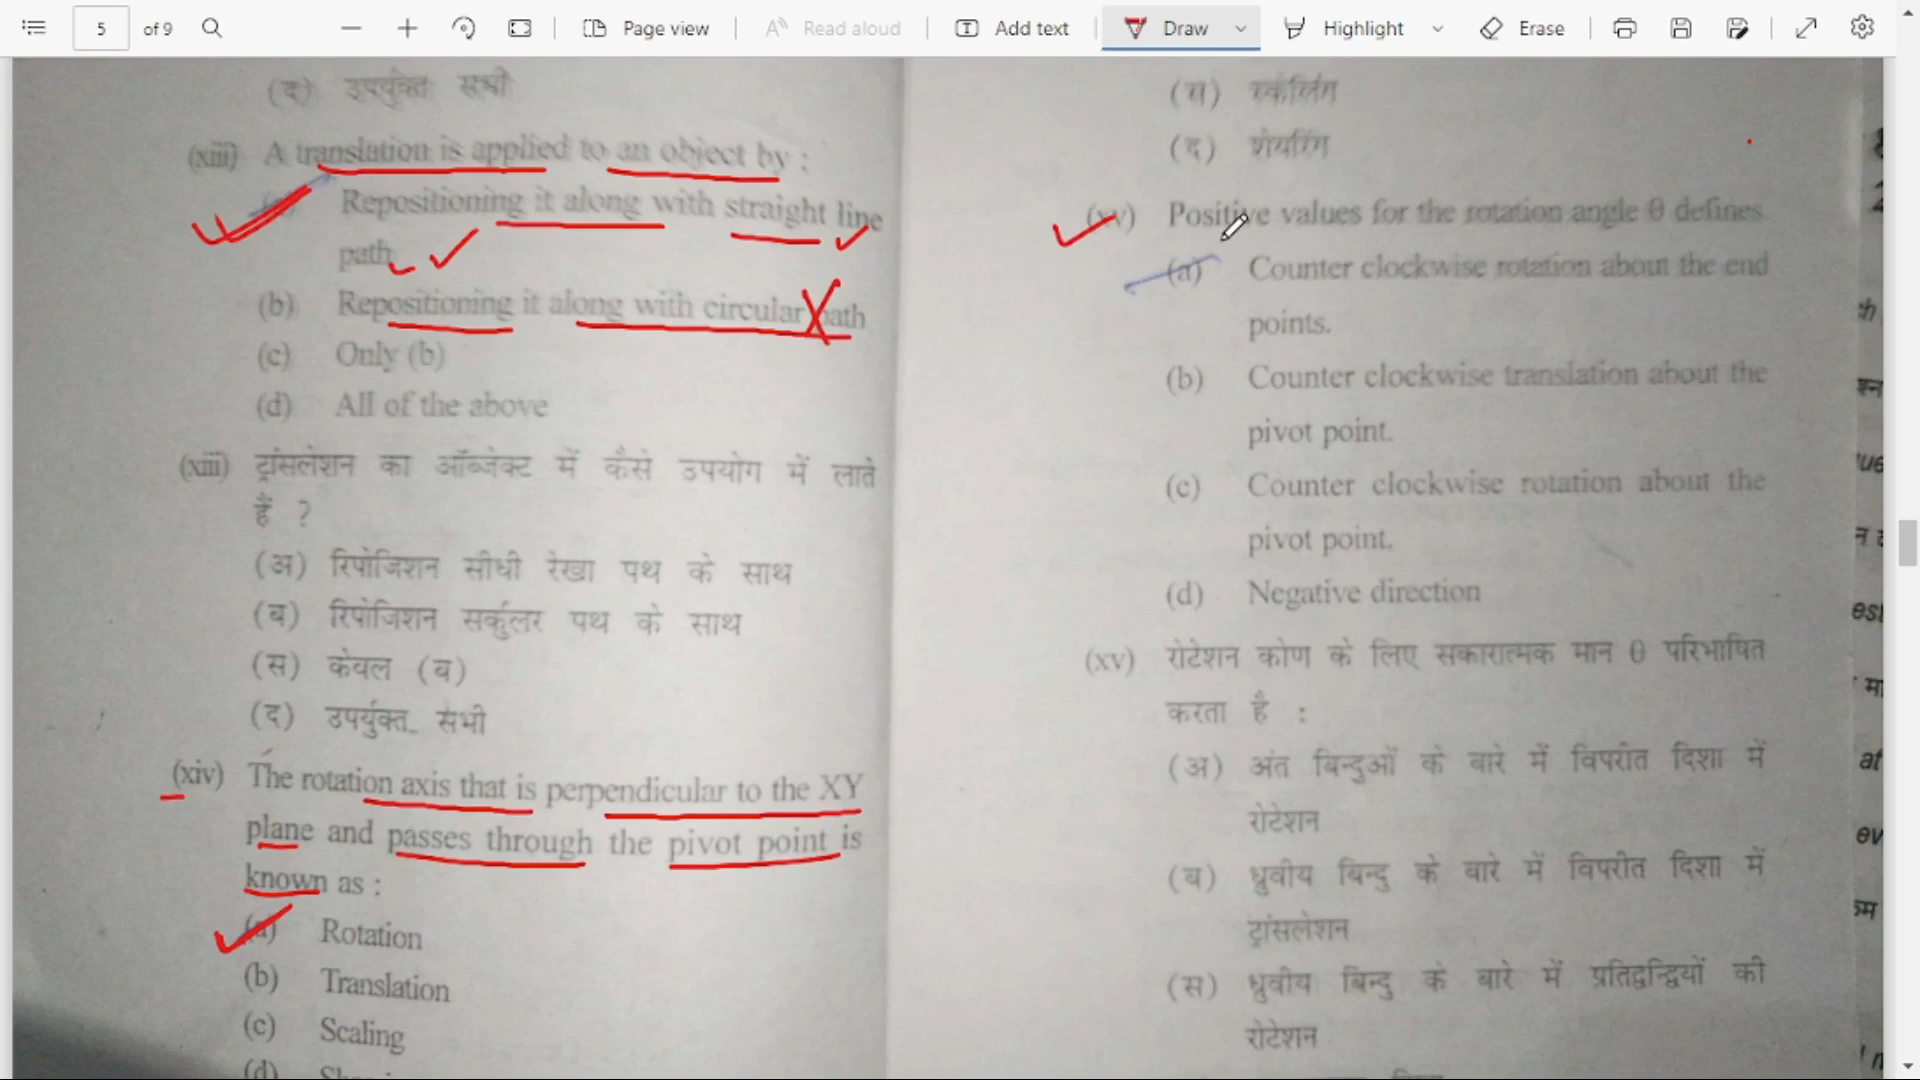 5 of 9
Page view
Read aloud
Add text
Draw
Highlight
Erase
(द) उपर्युक्त सभी
(xiii) A translation is applied to an object by :
Repositioning it along with straight line
path
(b) Repositioning it along with circular path
(c) Only (b)
(d) All of the above
(xiii) ट्रांसलेशन का ऑब्जेक्ट में कैसे उपयोग में लाते
हैं ?
(अ) रिपोजिशन सीधी रेखा पथ के साथ
(ब) रिपोजिशन सर्कुलर पथ के साथ
(स) केवल (ब)
(द) उपर्युक्त सभी
(xiv) The rotation axis that is perpendicular to the XY
plane and passes through the pivot point is
known as :
(a) Rotation
(b) Translation
(c) Scaling
(d)
(स) स्केलिंग
(द) शेयरिंग
(xv) Positive values for the rotation angle θ defines
(a) Counter clockwise rotation about the end
points.
(b) Counter clockwise translation about the
pivot point.
(c) Counter clockwise rotation about the
pivot point.
(d) Negative direction
(xv) रोटेशन कोण के लिए सकारात्मक मान θ परिभाषित
करता है :
(अ) अंत बिन्दुओं के बारे में विपरीत दिशा में
रोटेशन
(ब) ध्रुवीय बिन्दु के बारे में विपरीत दिशा में
ट्रांसलेशन
(स) ध्रुवीय बिन्दु के बारे में प्रतिद्वन्द्वियों की
रोटेशन